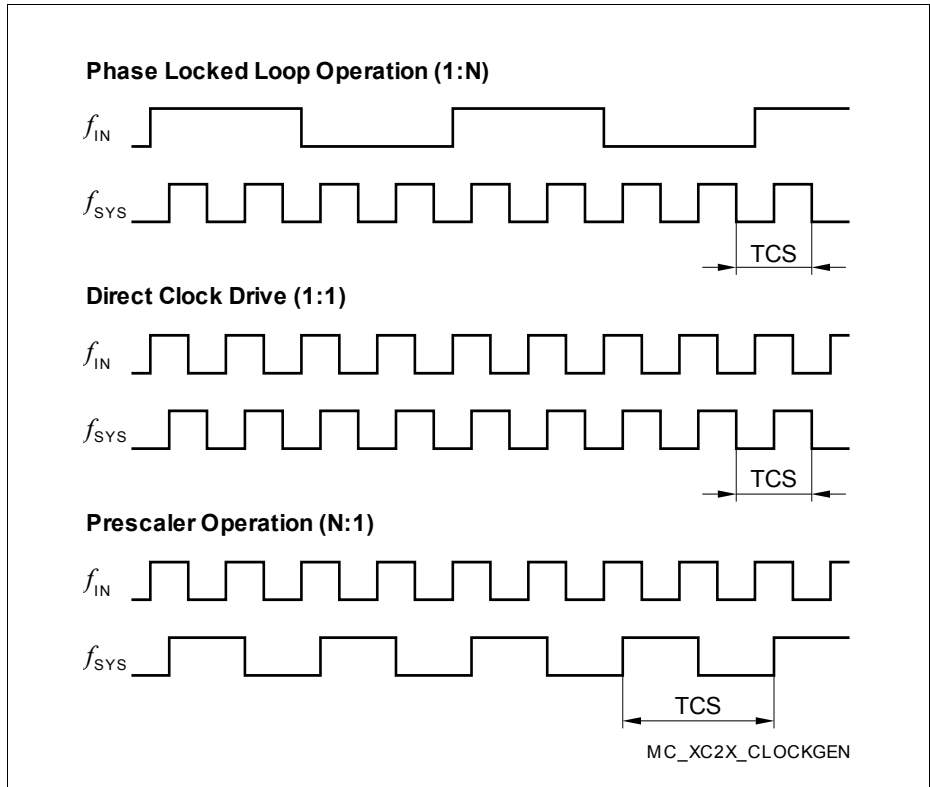 Phase Locked Loop Operation (1:N)
fIN
fSYS
TCS
Direct Clock Drive (1:1)
fIN
fSYS
TCS
Prescaler Operation (N:1)
fIN
fSYS
TCS
MC_XC2X_CLOCKGEN